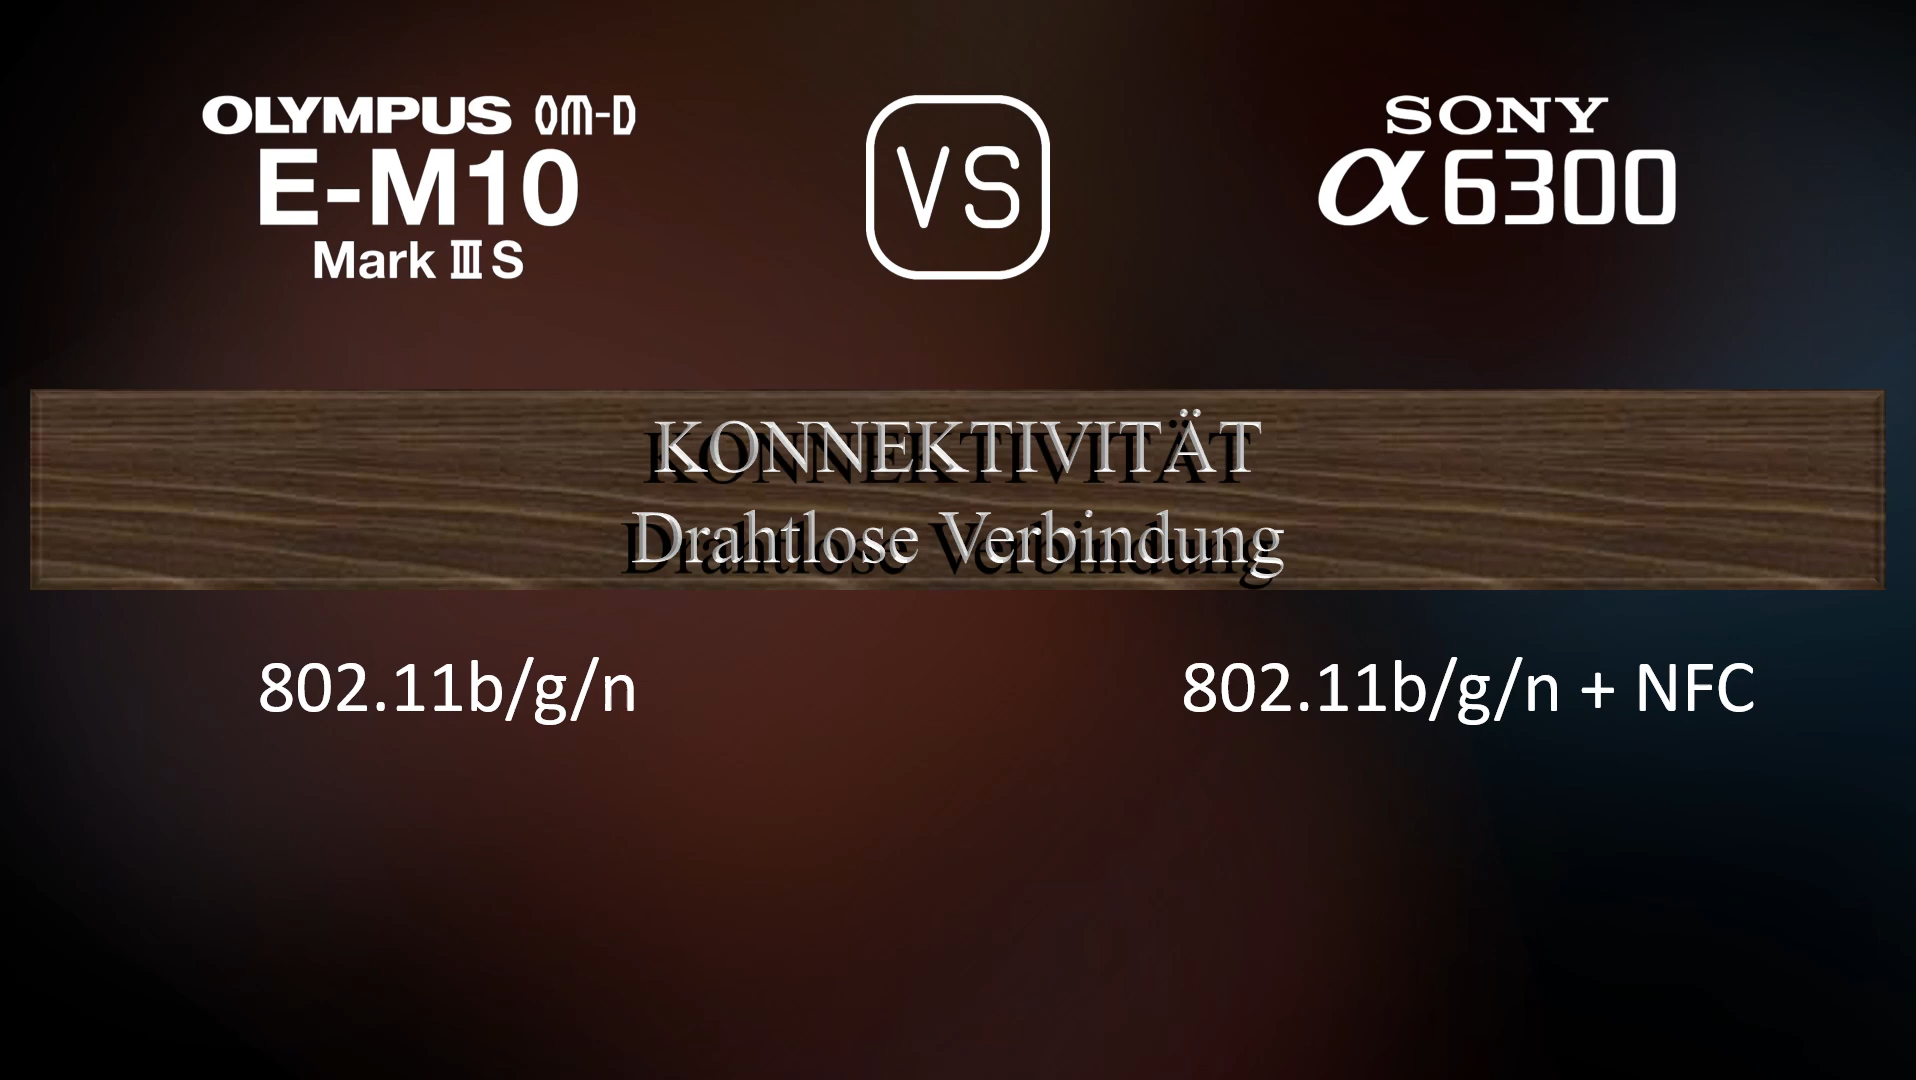 OLYMPUS OM-D
E-M10
Mark III S
VS
SONY
α6300
KONNEKTIVITÄT
Drahtlose Verbindung
802.11b/g/n
802.11b/g/n + NFC